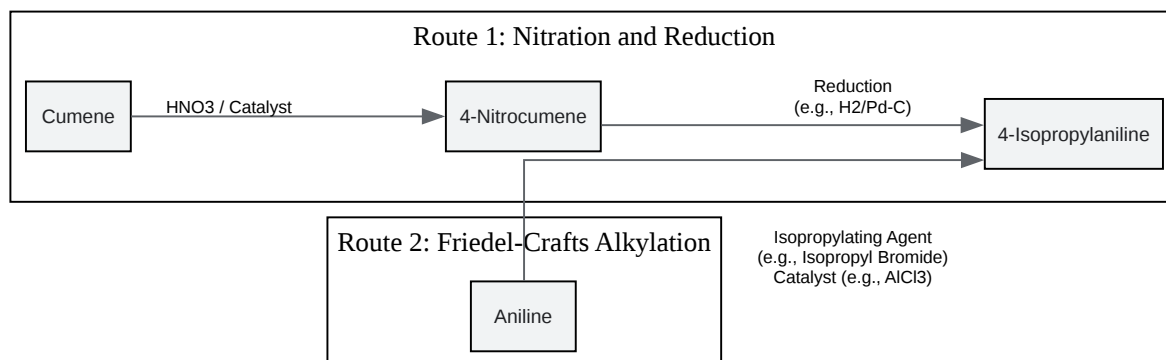 Route 1: Nitration and Reduction
Cumene
HNO3 / Catalyst
4-Nitrocumene
Reduction
(e.g., H2/Pd-C)
4-Isopropylaniline
Route 2: Friedel-Crafts Alkylation
Isopropylating Agent
(e.g., Isopropyl Bromide)
Catalyst (e.g., AlCl3)
Aniline